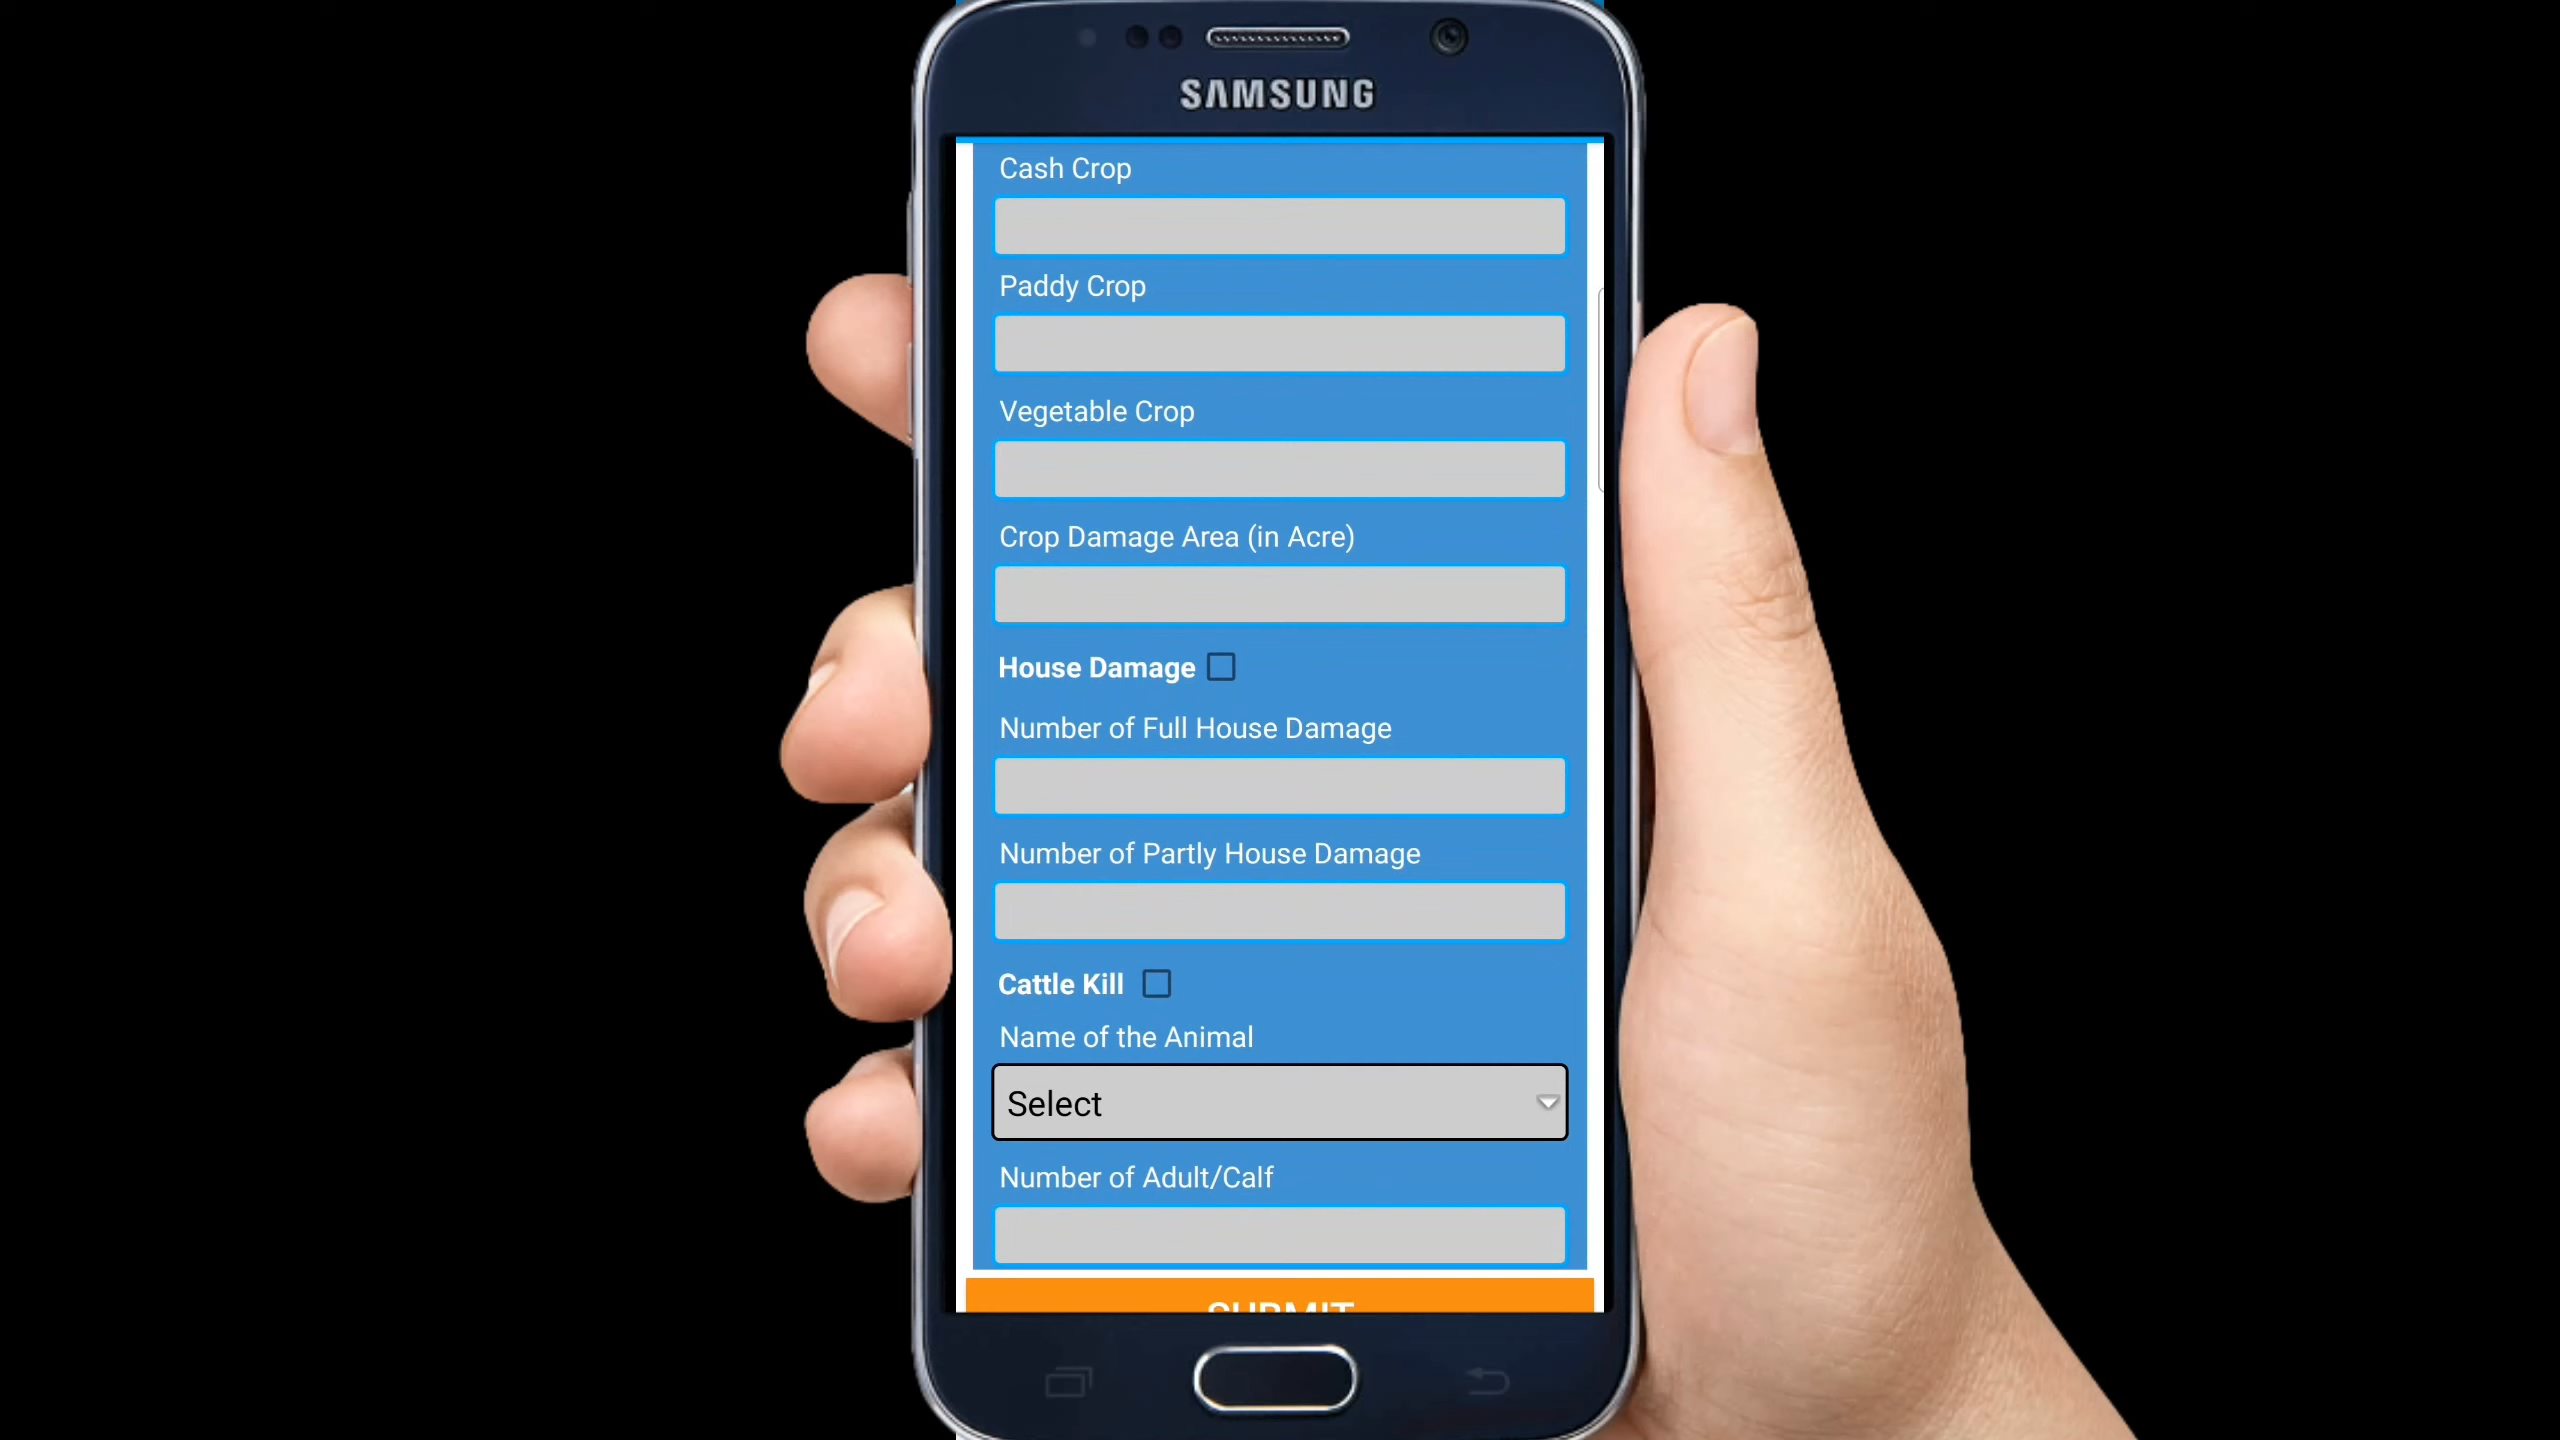 SAMSUNG
Cash Crop
Paddy Crop
Vegetable Crop
Crop Damage Area (in Acre)
House Damage
Number of Full House Damage
Number of Partly House Damage
Cattle Kill
Name of the Animal
Select
Number of Adult/Calf
SUBMIT